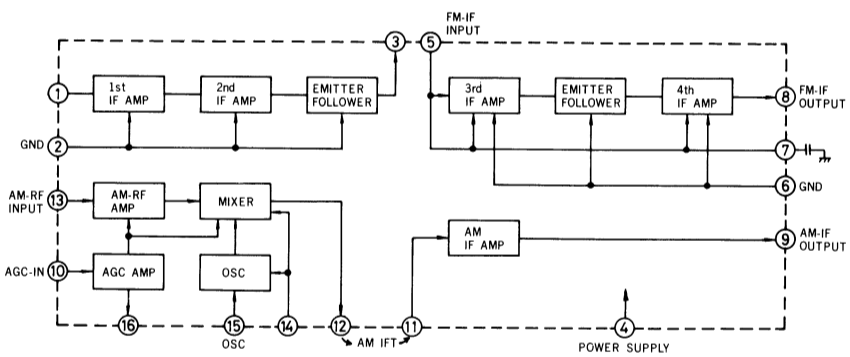 FM-IF
INPUT
3
5
1
1st
IF AMP
2nd
IF AMP
EMITTER
FOLLOWER
3rd
IF AMP
EMITTER
FOLLOWER
4th
IF AMP
8
FM-IF
OUTPUT
GND
2
7
6
GND
AM-RF
INPUT
13
AM-RF
AMP
MIXER
AM
IF AMP
9
AM-IF
OUTPUT
AGC-IN
10
AGC AMP
OSC
16
15
14
12
11
4
OSC
AM IFT
POWER SUPPLY